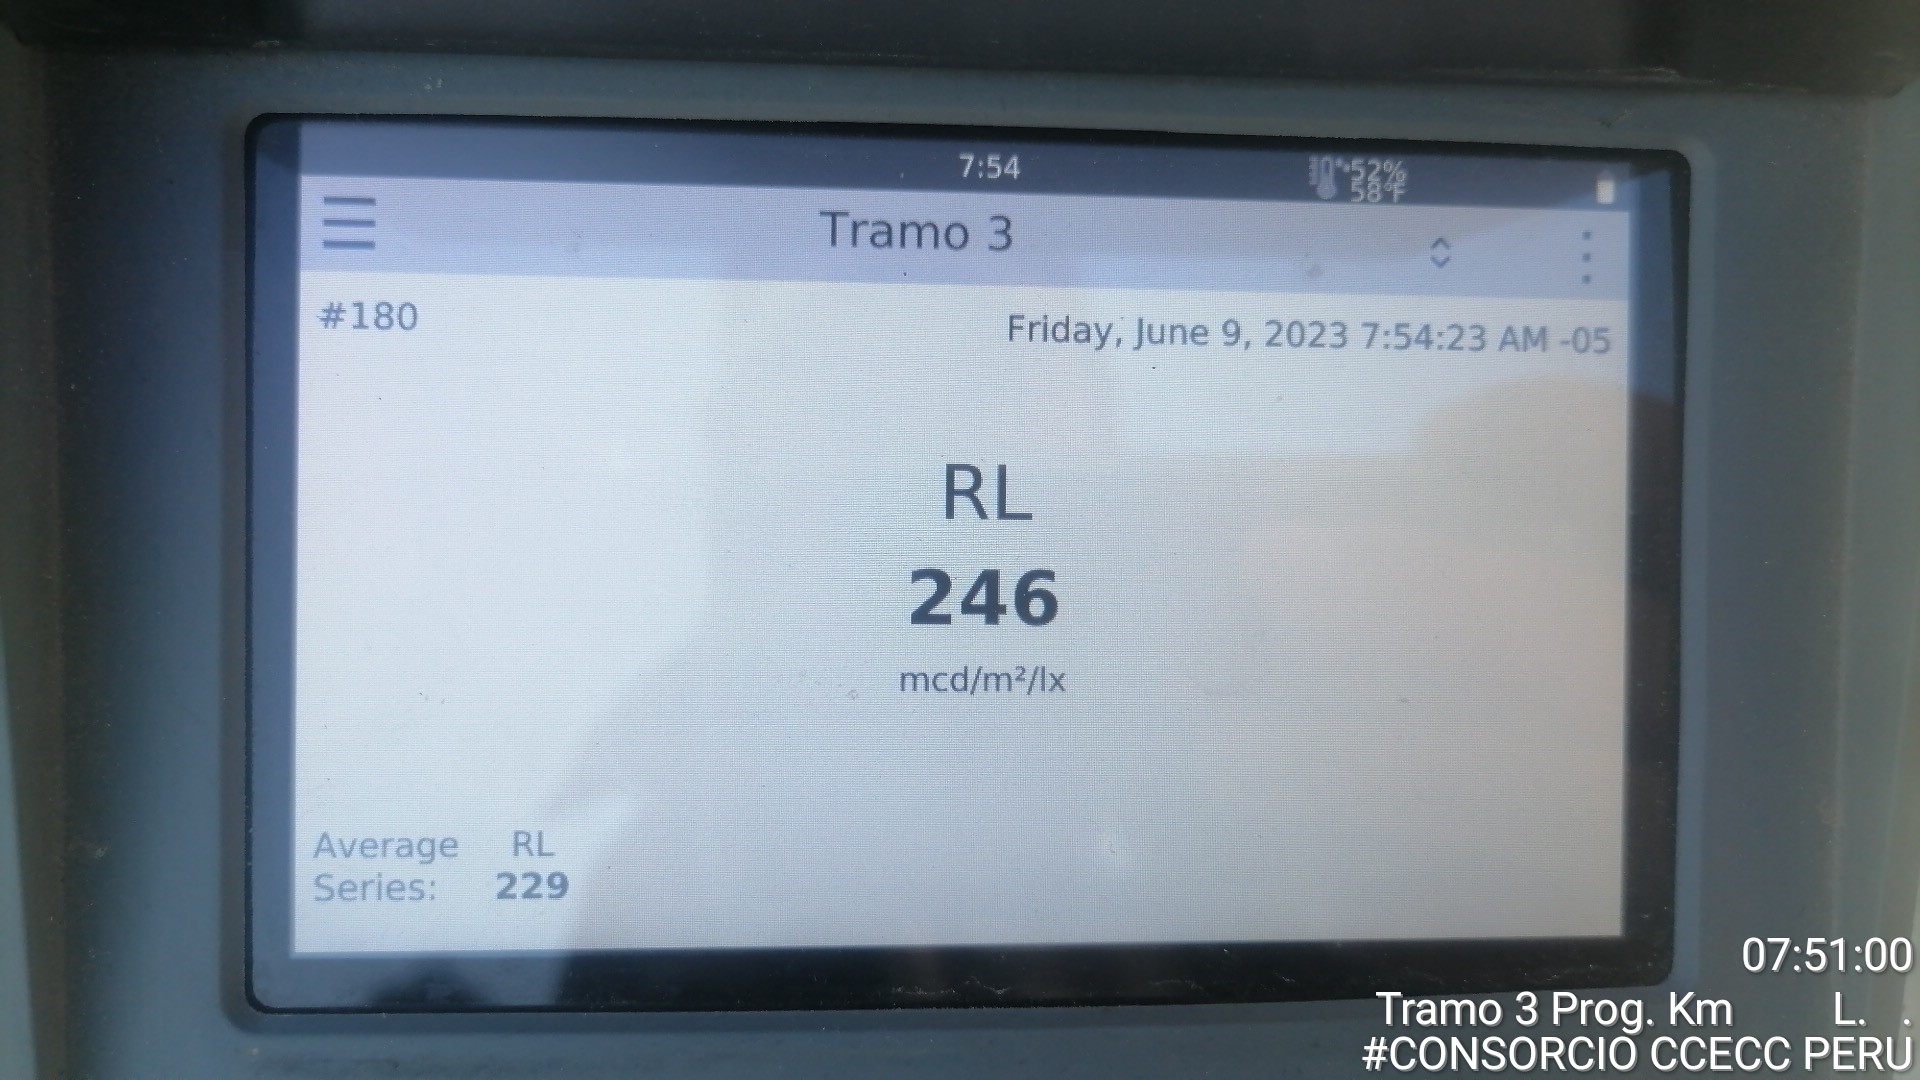 7:54
52%
58°F
Tramo 3
#180
Friday, June 9, 2023 7:54:23 AM -05
RL
246
mcd/m²/lx
Average RL
Series: 229
07:51:00
Tramo 3 Prog. Km L. .
#CONSORCIO CCECC PERU